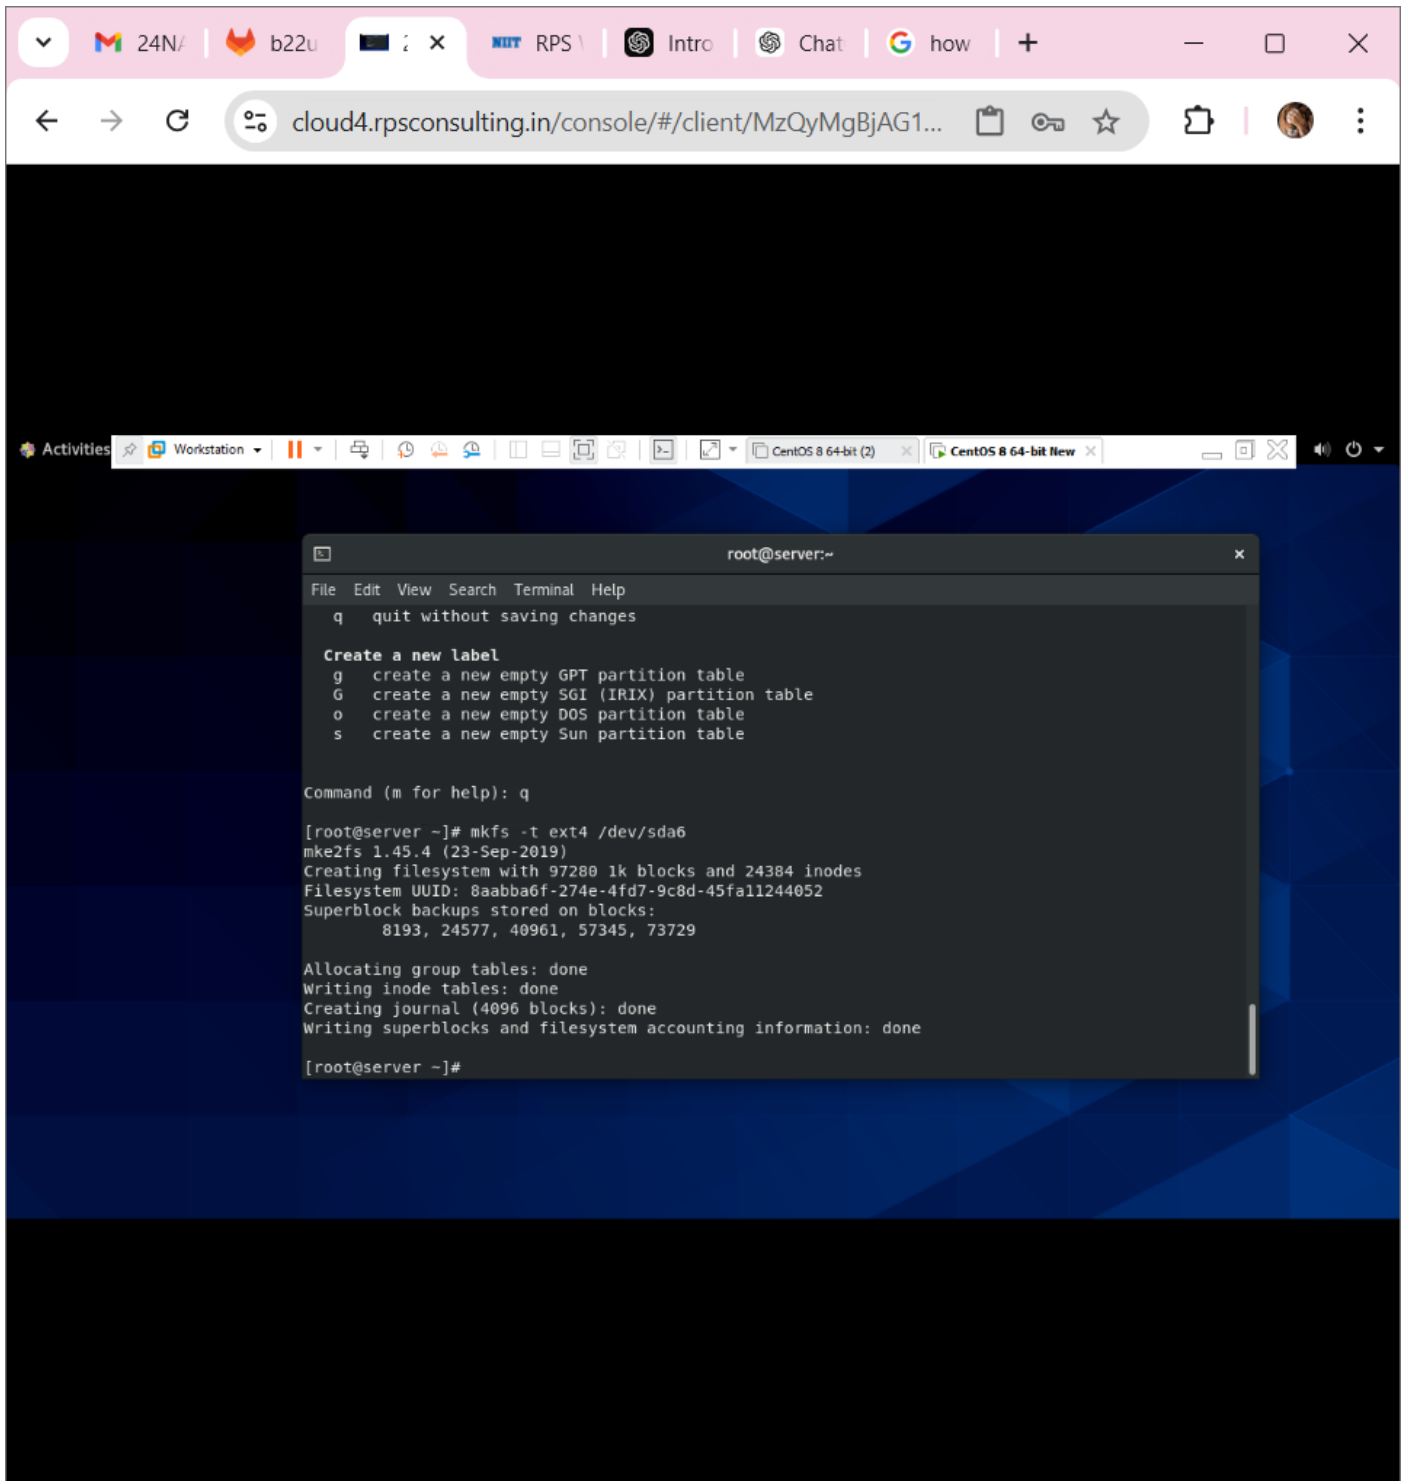 24NA
b22u
RPS
Intro
Chat
how
cloud4.rpsconsulting.in/console/#/client/MzQyMgBjAG1...
Activities
Workstation
CentOS 8 64-bit (2)
CentOS 8 64-bit New
root@server:~
File Edit View Search Terminal Help
q quit without saving changes
Create a new label
g create a new empty GPT partition table
G create a new empty SGI (IRIX) partition table
o create a new empty DOS partition table
s create a new empty Sun partition table
Command (m for help): q
[root@server ~]# mkfs -t ext4 /dev/sda6
mke2fs 1.45.4 (23-Sep-2019)
Creating filesystem with 97280 1k blocks and 24384 inodes
Filesystem UUID: 8aabba6f-274e-4fd7-9c8d-45fa11244052
Superblock backups stored on blocks:
8193, 24577, 40961, 57345, 73729
Allocating group tables: done
Writing inode tables: done
Creating journal (4096 blocks): done
Writing superblocks and filesystem accounting information: done
[root@server ~]#